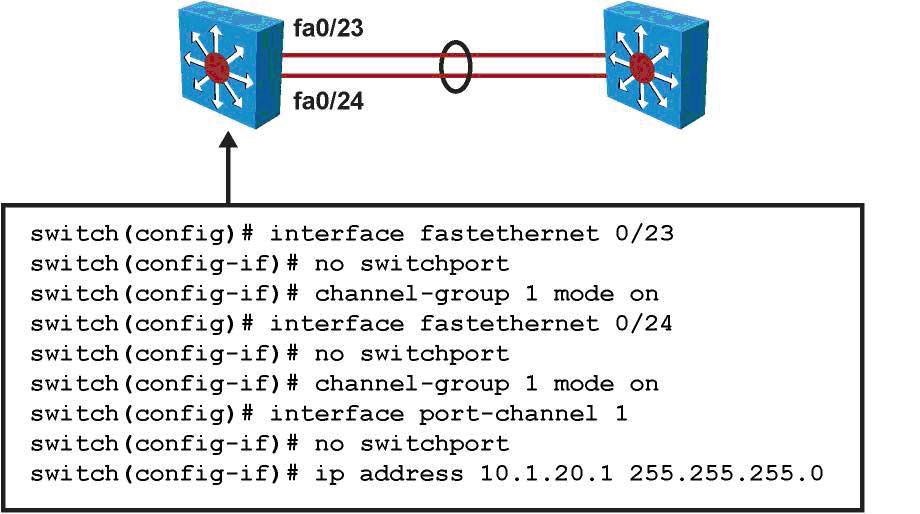 fa0/23
fa0/24
switch(config)# interface fastethernet 0/23
switch(config-if)# no switchport
switch(config-if)# channel-group 1 mode on
switch(config)# interface fastethernet 0/24
switch(config-if)# no switchport
switch(config-if)# channel-group 1 mode on
switch(config)# interface port-channel 1
switch(config-if)# no switchport
switch(config-if)# ip address 10.1.20.1 255.255.255.0